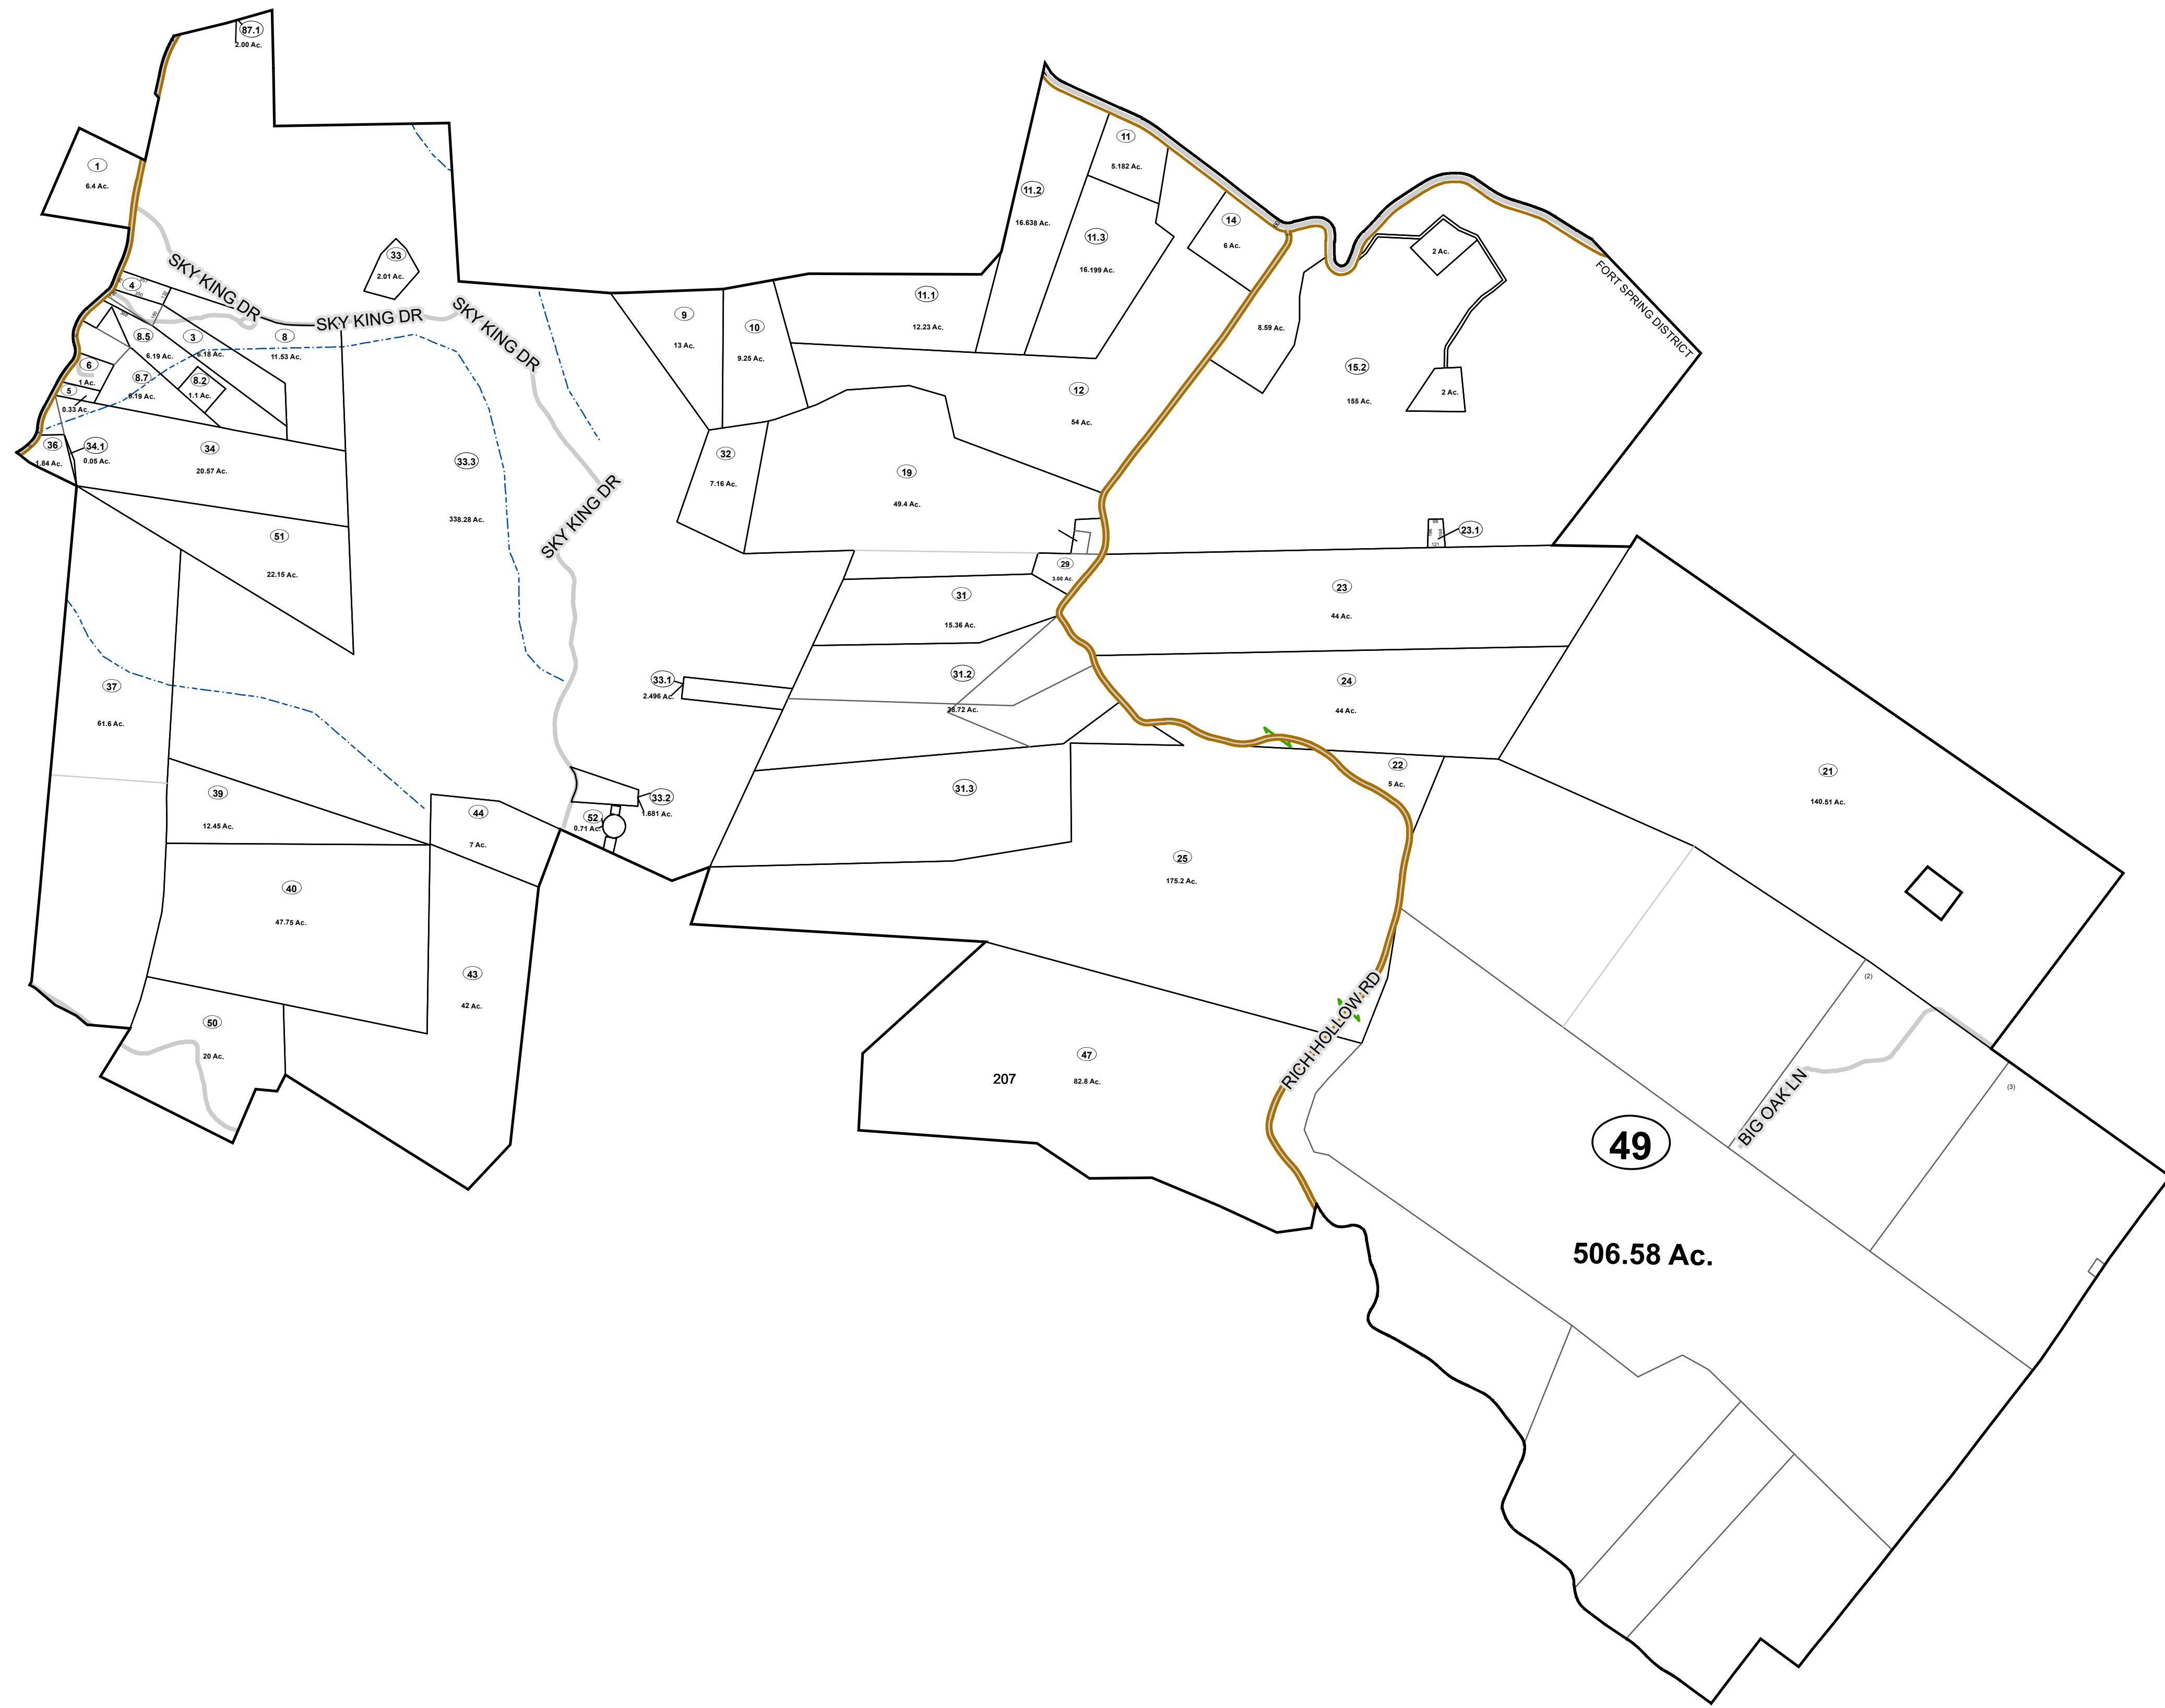 87.1
2.00 Ac.
1
6.4 Ac.
11
5.182 Ac.
11.2
16.638 Ac.
11.3
16.199 Ac.
14
6 Ac.
2 Ac.
33
2.01 Ac.
SKY KING DR
SKY KING DR
SKY KING DR
SKY KING DR
FORT SPRING DISTRICT
4
8.5
6.19 Ac.
3
6.18 Ac.
8
11.53 Ac.
9
13 Ac.
10
9.25 Ac.
11.1
12.23 Ac.
8.59 Ac.
15.2
155 Ac.
2 Ac.
6
1 Ac.
8.7
6.19 Ac.
8.2
1.1 Ac.
5
0.33 Ac.
12
54 Ac.
36
1.84 Ac.
34.1
0.05 Ac.
34
20.57 Ac.
33.3
338.28 Ac.
32
7.16 Ac.
19
49.4 Ac.
23.1
121
51
22.15 Ac.
29
3.00 Ac.
31
15.36 Ac.
23
44 Ac.
37
61.6 Ac.
33.1
2.496 Ac.
31.2
38.72 Ac.
24
44 Ac.
39
12.45 Ac.
44
7 Ac.
33.2
1.681 Ac.
52
0.71 Ac.
31.3
22
5 Ac.
21
140.51 Ac.
25
175.2 Ac.
40
47.75 Ac.
43
42 Ac.
50
20 Ac.
(2)
RICH HOLLOW RD
47
82.8 Ac.
207
BIG OAK LN
(3)
49
506.58 Ac.